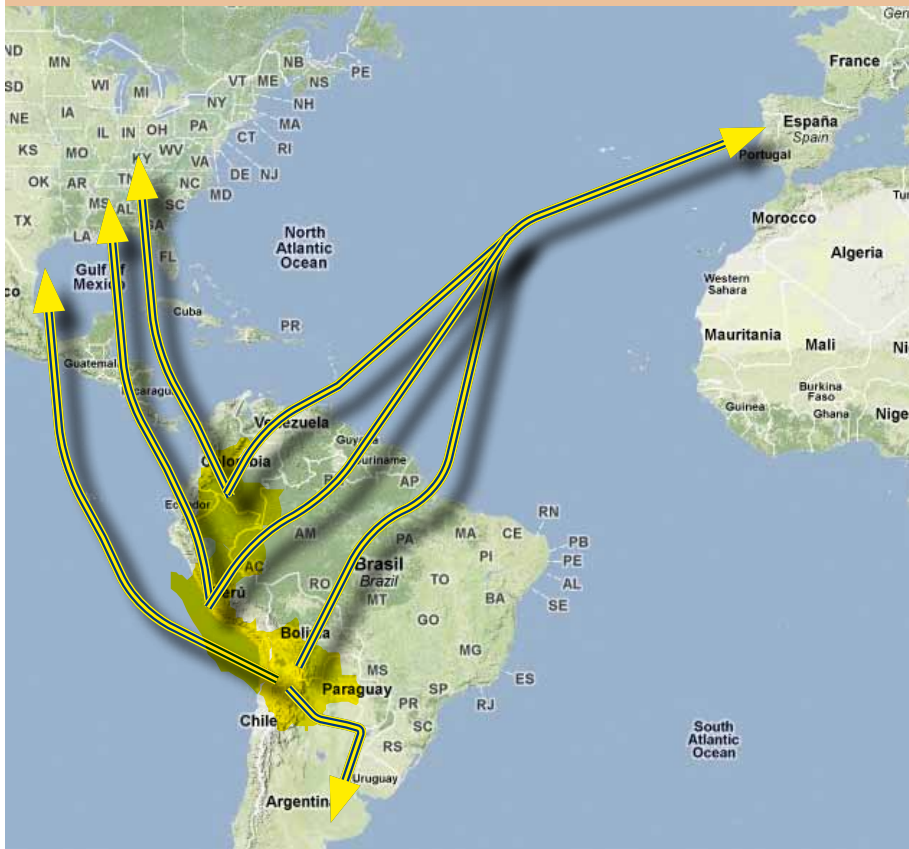 Gern
ND
MN
NB
PE
SD
WI
VT
ME
NS
MI
France
NY
NH
NE
IA
MA
IL
IN
OH
PA
CT
España
Spain
KS
MO
KY
WV
VA
RI
Portugal
OK
AR
TN
NC
DE
NJ
MS
AL
SC
MD
TX
LA
FL
Morocco
North
Atlantic
Ocean
Algeria
Gulf of
Mexico
Western
Sahara
co
Cuba
PR
Mauritania
Mali
Guatemal
Burkina
Faso
Guinea
Ghana
Nige
Venezuela
Guyana
Colombia
Suriname
AP
Ecuador
AM
PA
MA
CE
RN
PB
PI
PE
AC
Brasil
Brazil
TO
AL
RO
MT
BA
SE
Perú
GO
Bolivia
MG
MS
ES
Paraguay
SP
RJ
PR
Chile
SC
South
Atlantic
Ocean
RS
Uruguay
Argentina